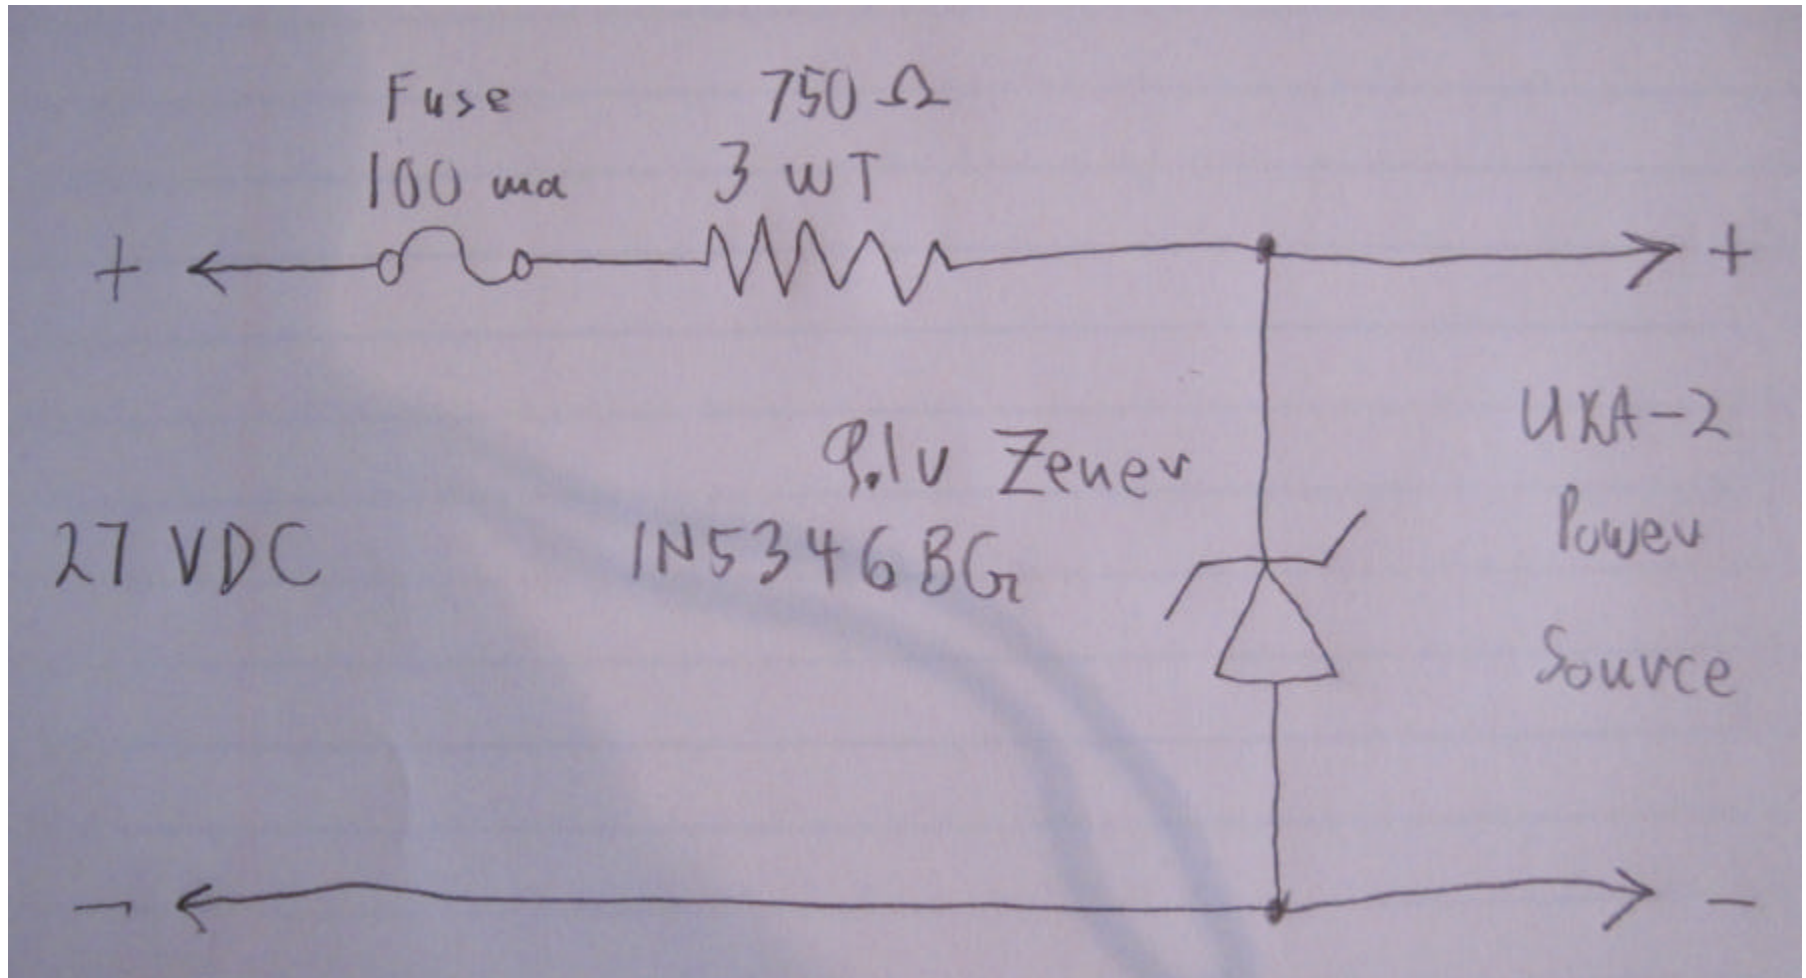 Fuse
100 ma
750 Ω
3 WT
+
+
9.1v Zener
1N5346BG
27 VDC
UXA-2
Power
Source
-
-